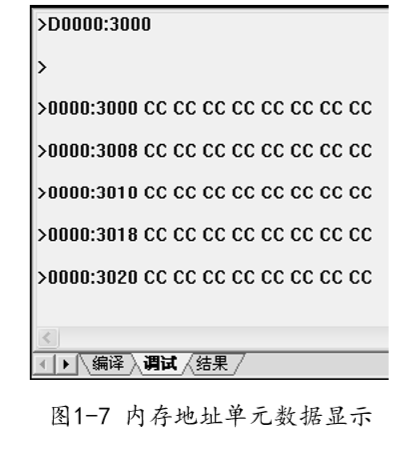 >D0000:3000
>
>0000:3000 CC CC CC CC CC CC CC CC
>0000:3008 CC CC CC CC CC CC CC CC
>0000:3010 CC CC CC CC CC CC CC CC
>0000:3018 CC CC CC CC CC CC CC CC
>0000:3020 CC CC CC CC CC CC CC CC
编译 调试 结果
图1-7 内存地址单元数据显示